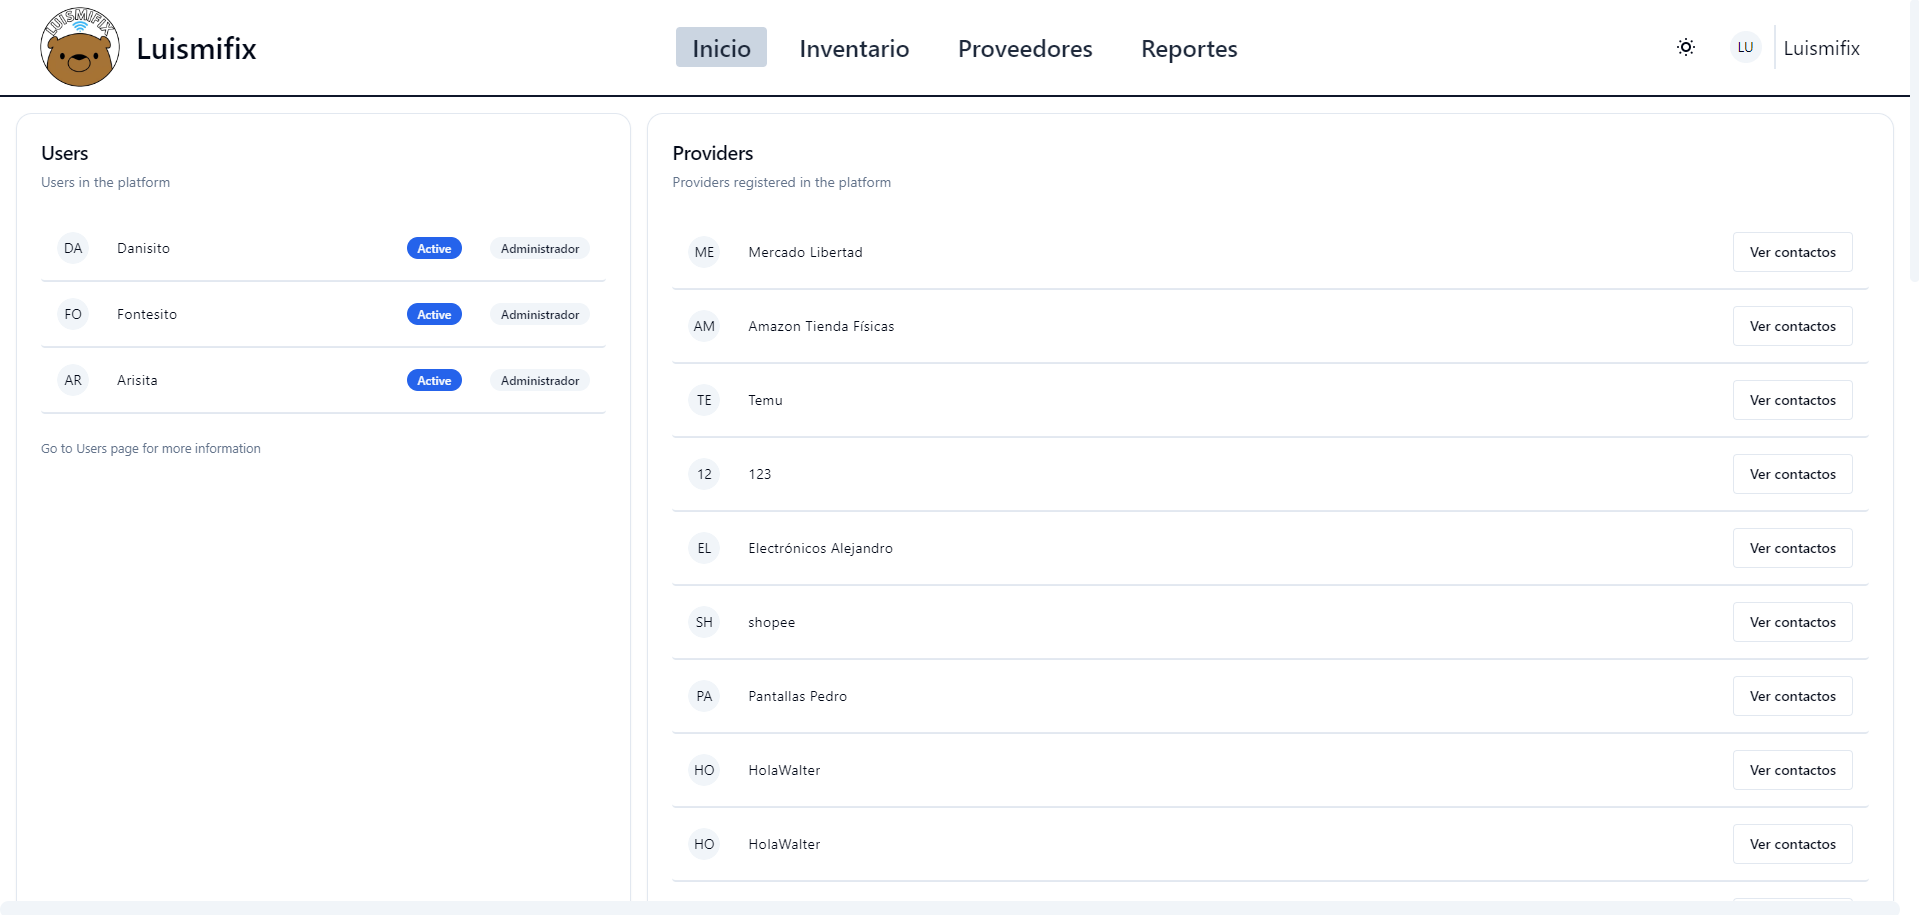 LUISMIFIX
Luismifix
Inicio Inventario Proveedores Reportes
LU Luismifix
Users
Users in the platform
DA Danisito Active Administrador
FO Fontesito Active Administrador
AR Arisita Active Administrador
Go to Users page for more information
Providers
Providers registered in the platform
ME Mercado Libertad Ver contactos
AM Amazon Tienda Físicas Ver contactos
TE Temu Ver contactos
12 123 Ver contactos
EL Electrónicos Alejandro Ver contactos
SH shopee Ver contactos
PA Pantallas Pedro Ver contactos
HO HolaWalter Ver contactos
HO HolaWalter Ver contactos